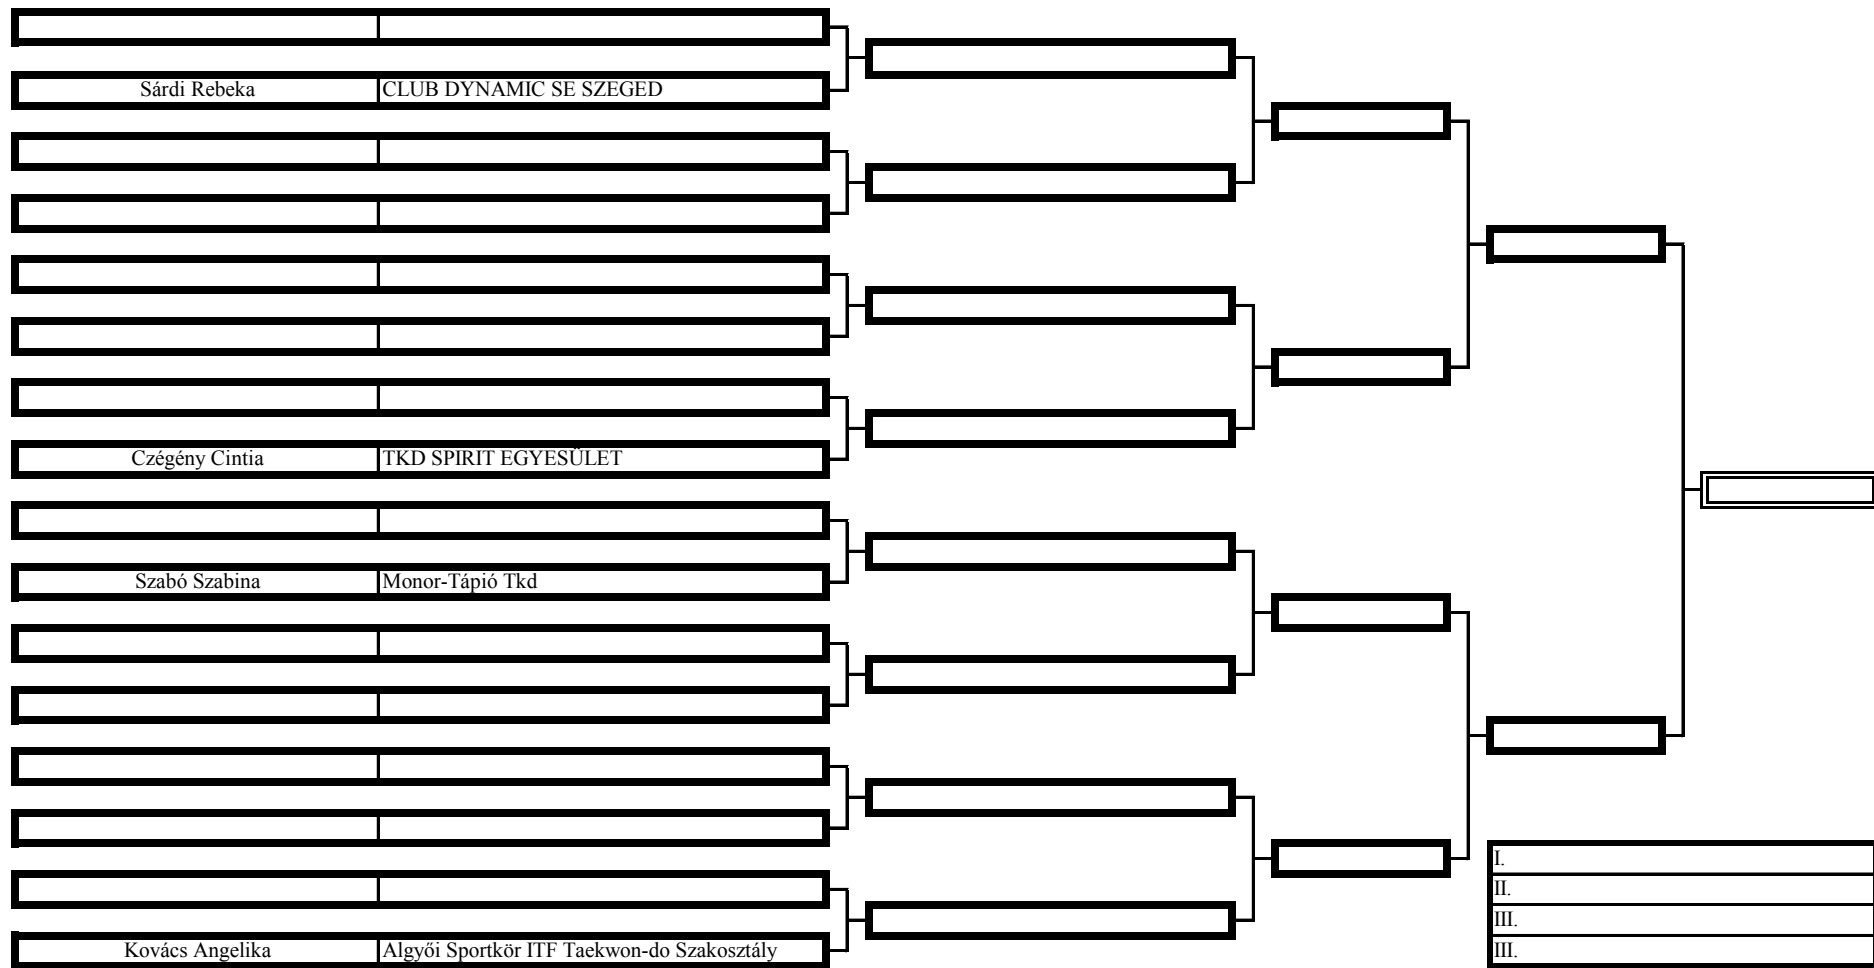 Sárdi Rebeka CLUB DYNAMIC SE SZEGED
Czégény Cintia TKD SPIRIT EGYESÜLET
Szabó Szabina Monor-Tápió Tkd
Kovács Angelika Algyői Sportkör ITF Taekwon-do Szakosztály
I.
II.
III.
III.